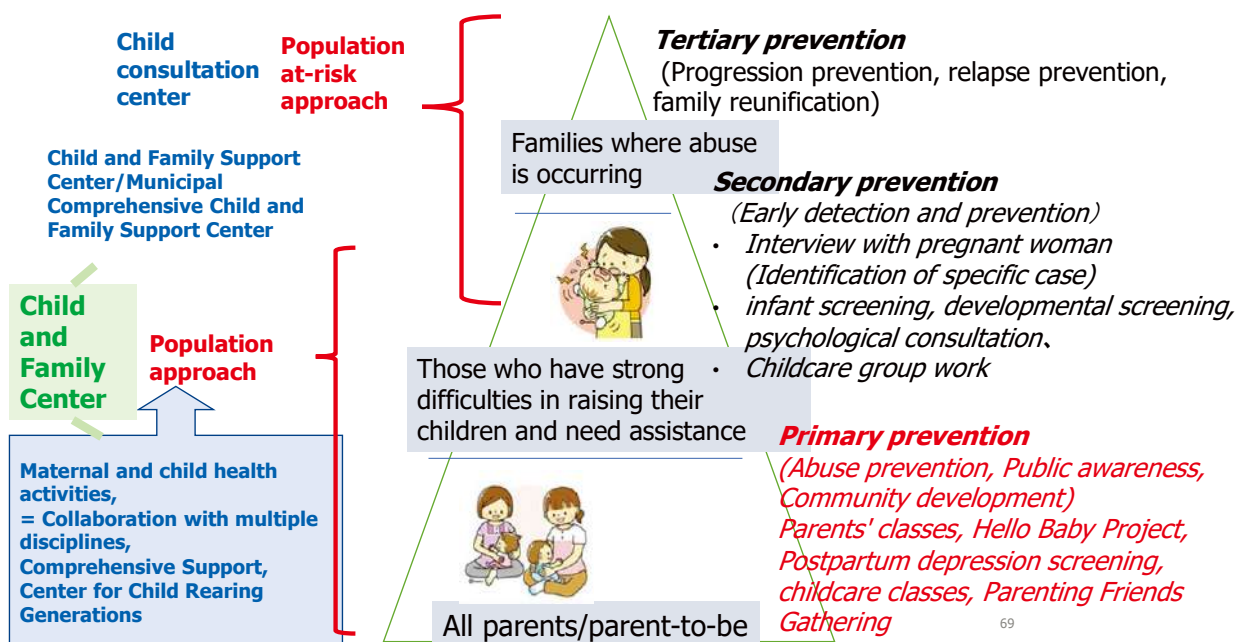 Child
consultation
center
Population
at-risk
approach
Tertiary prevention
(Progression prevention, relapse prevention,
family reunification)
Families where abuse
is occurring
Child and Family Support
Center/Municipal
Comprehensive Child and
Family Support Center
Secondary prevention
（Early detection and prevention）
• Interview with pregnant woman
(Identification of specific case)
• infant screening, developmental screening,
psychological consultation、
• Childcare group work
Child
and
Family
Center
Population
approach
Those who have strong
difficulties in raising their
children and need assistance
Primary prevention
(Abuse prevention, Public awareness,
Community development)
Parents' classes, Hello Baby Project,
Postpartum depression screening,
childcare classes, Parenting Friends
Gathering
Maternal and child health
activities,
= Collaboration with multiple
disciplines,
Comprehensive Support,
Center for Child Rearing
Generations
All parents/parent-to-be
69